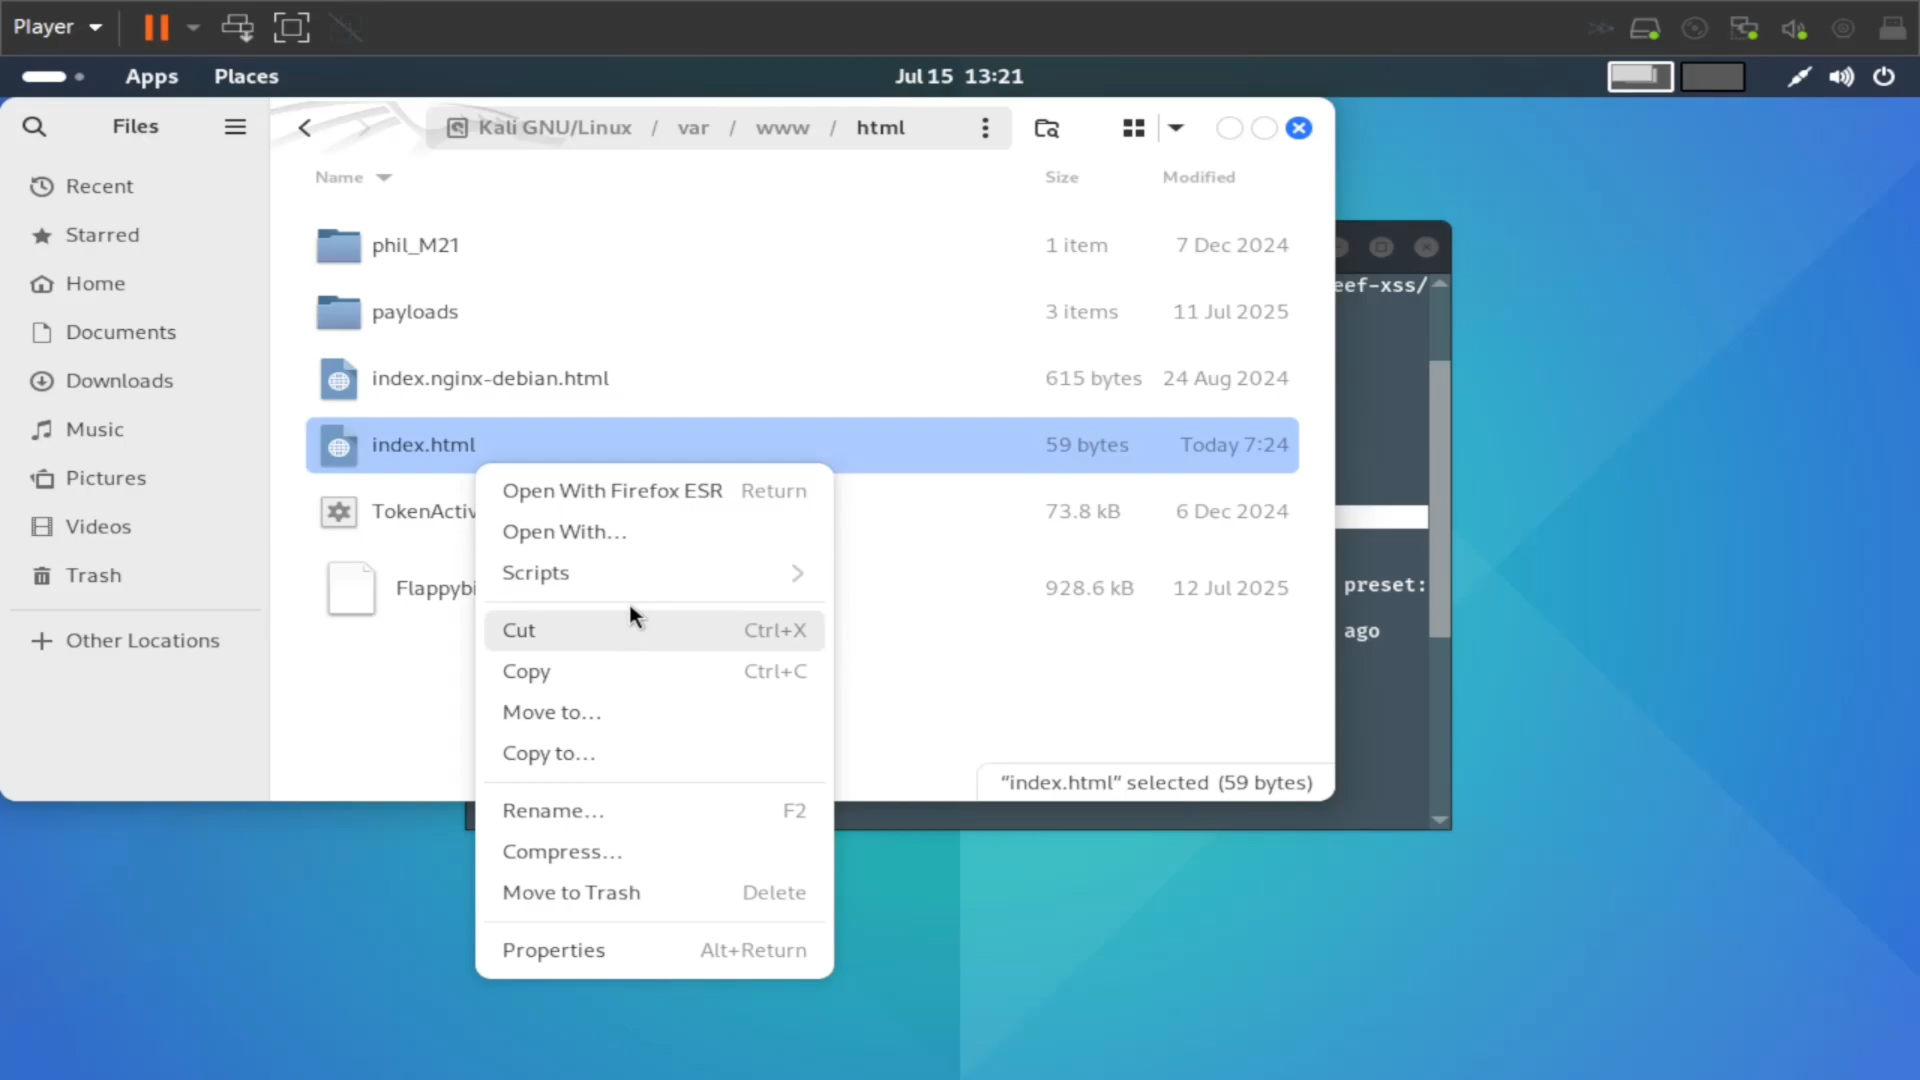 Player
Apps Places Jul 15 13:21
Files
Kali GNU/Linux / var / www / html
Recent
Starred
Home
Documents
Downloads
Music
Pictures
Videos
Trash
Other Locations
Name Size Modified
phil_M21 1 item 7 Dec 2024
payloads 3 items 11 Jul 2025
index.nginx-debian.html 615 bytes 24 Aug 2024
index.html 59 bytes Today 7:24
TokenActiv 73.8 kB 6 Dec 2024
Flappybi 928.6 kB 12 Jul 2025
Open With Firefox ESR Return
Open With...
Scripts
Cut Ctrl+X
Copy Ctrl+C
Move to...
Copy to...
Rename... F2
Compress...
Move to Trash Delete
Properties Alt+Return
“index.html” selected (59 bytes)
eef-xss/
preset:
ago